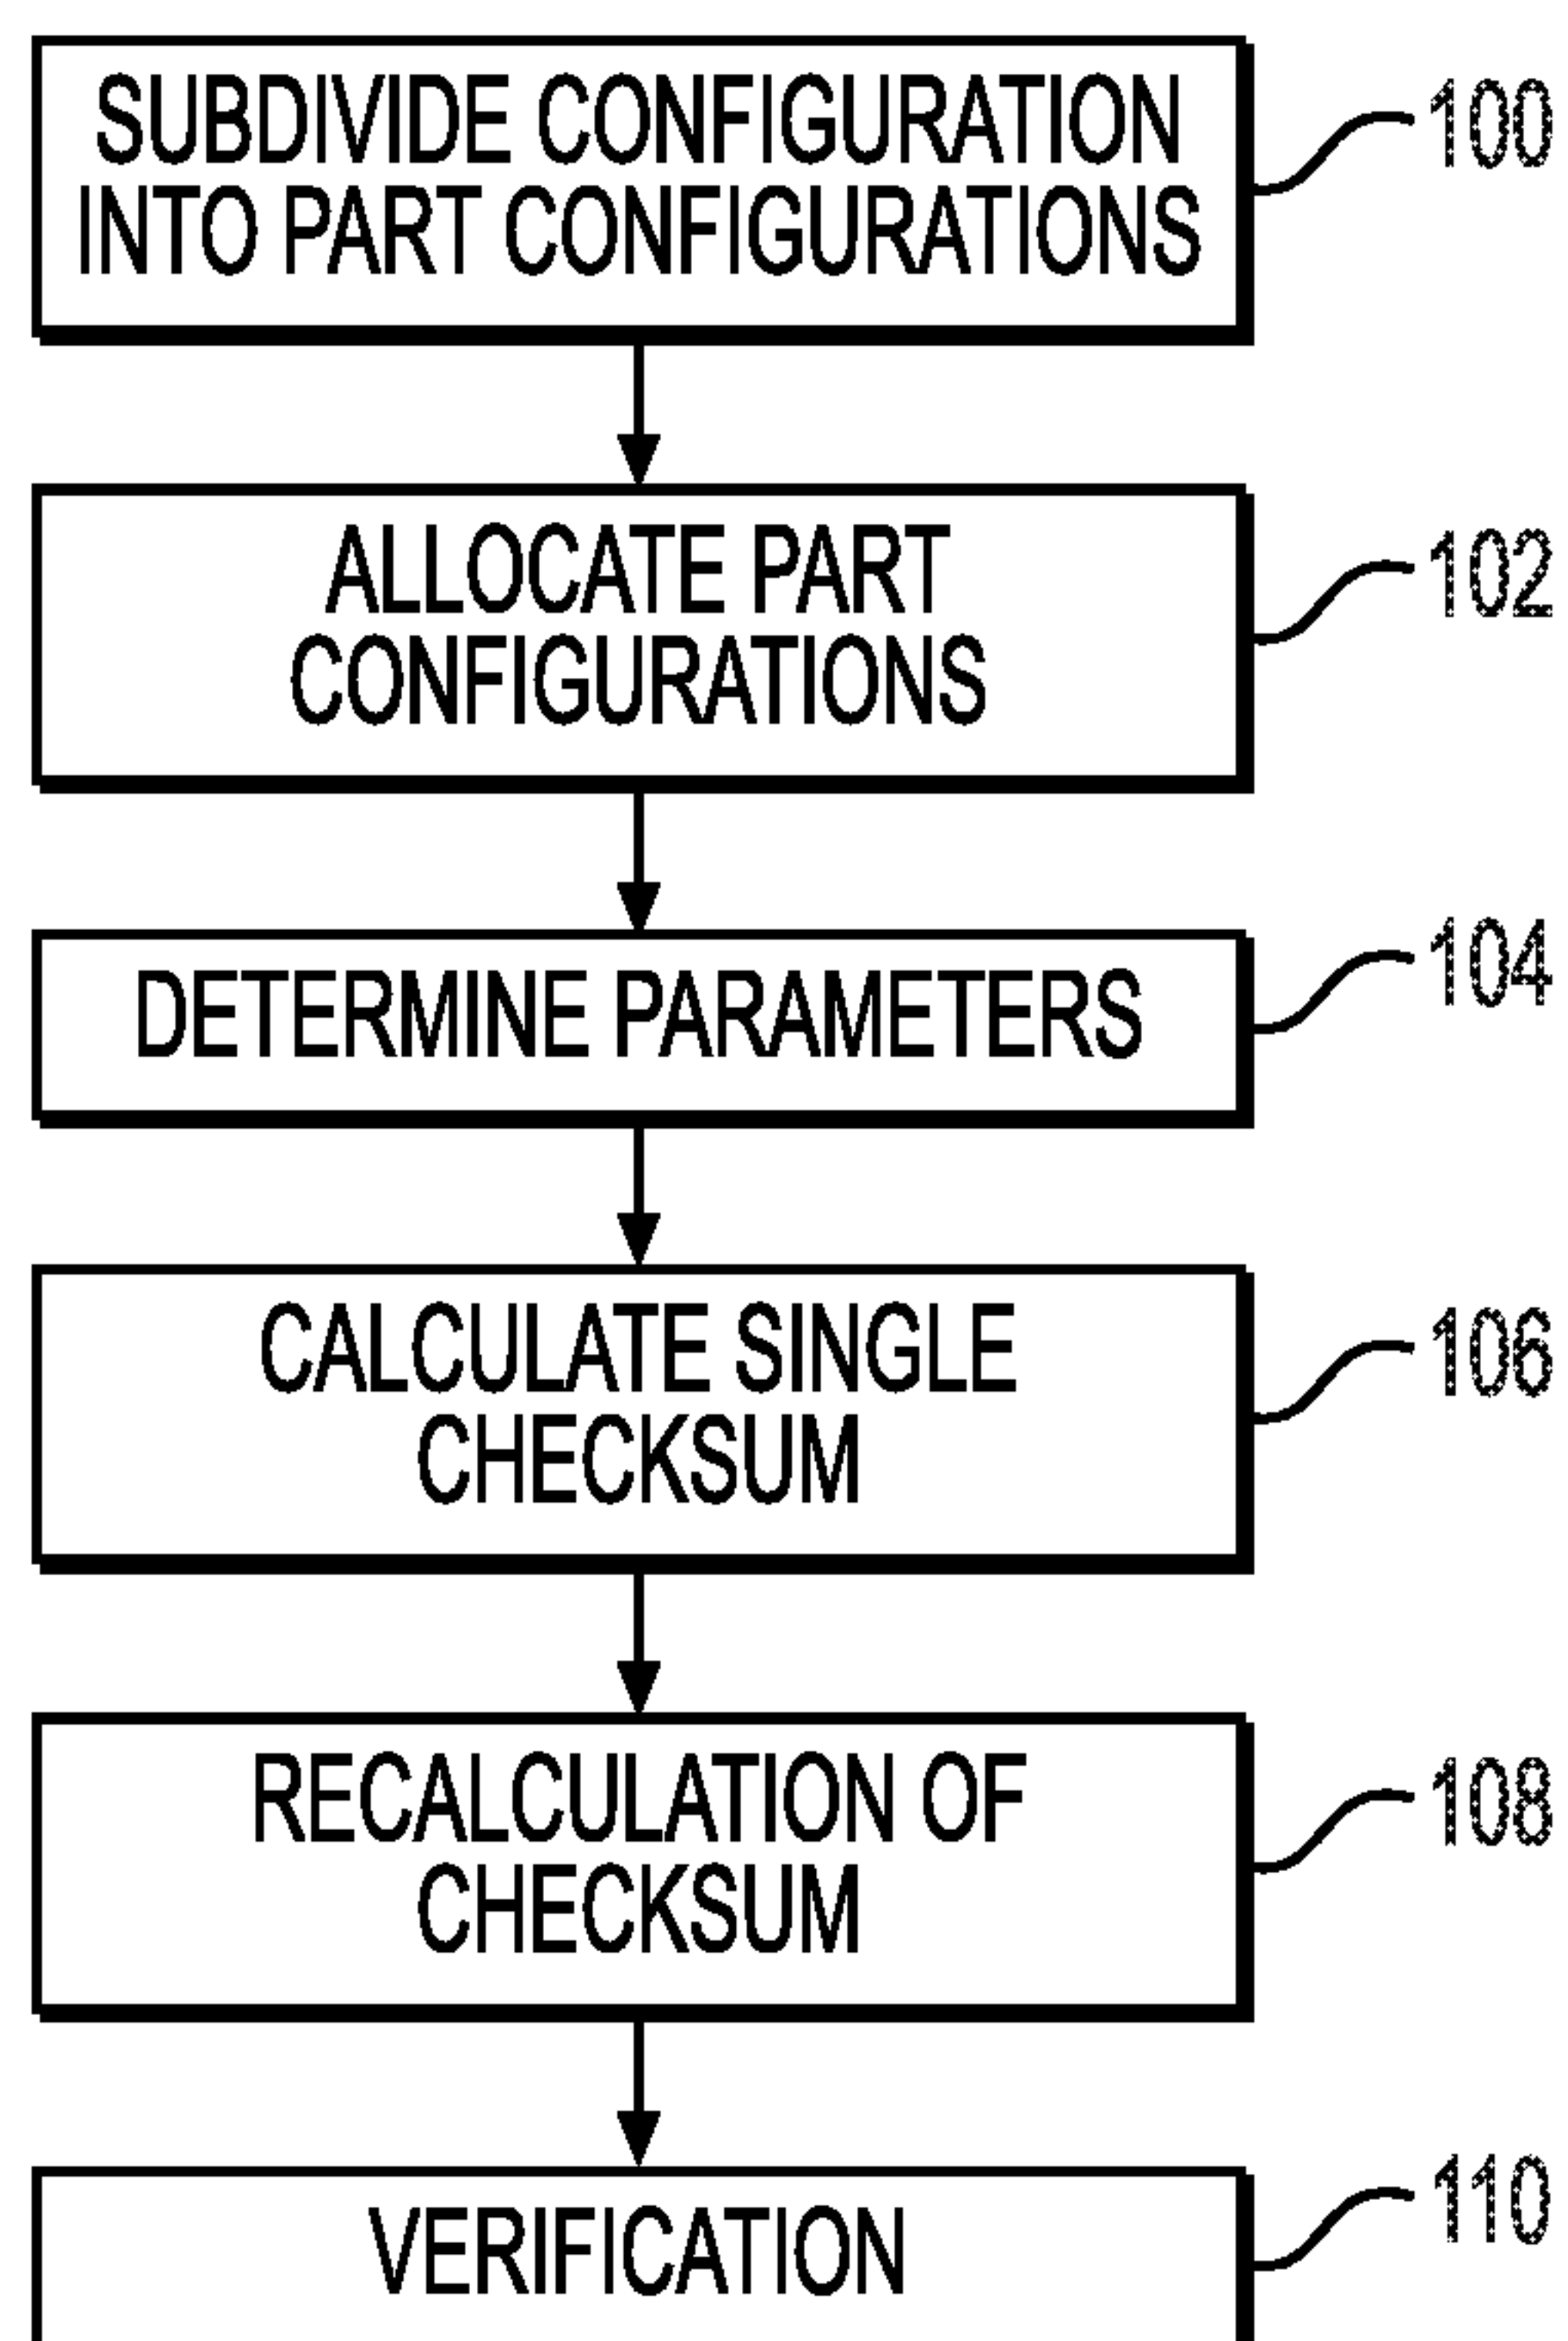 SUBDIVIDE CONFIGURATION
INTO PART CONFIGURATIONS
100
ALLOCATE PART
CONFIGURATIONS
102
DETERMINE PARAMETERS
104
CALCULATE SINGLE
CHECKSUM
106
RECALCULATION OF
CHECKSUM
108
VERIFICATION
110